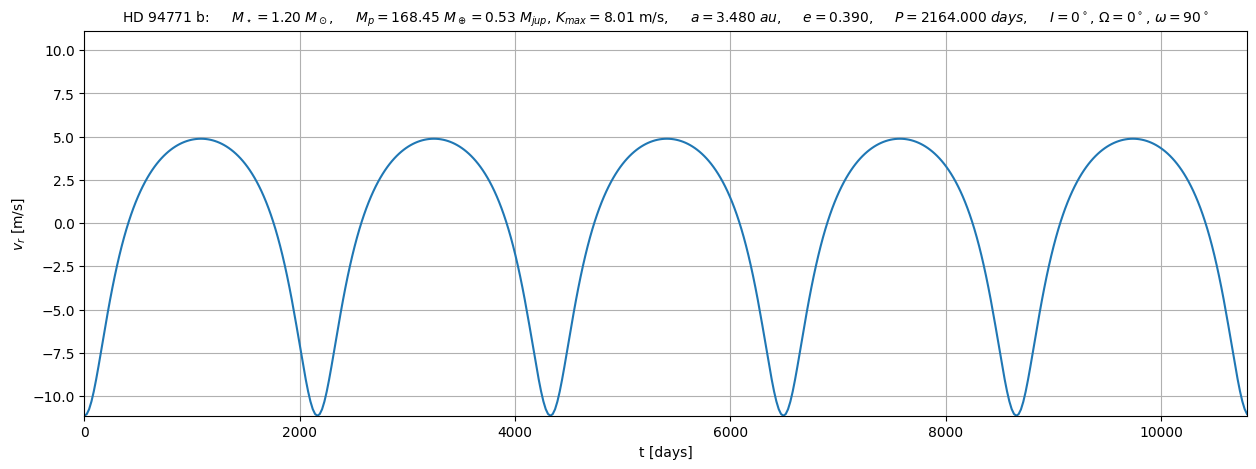 HD 94771 b: M⋆ = 1.20 M⊙, Mp = 168.45 M⊕ = 0.53 Mjup, Kmax = 8.01 m/s, a = 3.480 au, e = 0.390, P = 2164.000 days, I = 0°, Ω = 0°, ω = 90°
10.0
7.5
5.0
2.5
0.0
−2.5
−5.0
−7.5
−10.0
vr [m/s]
0 2000 4000 6000 8000 10000
t [days]